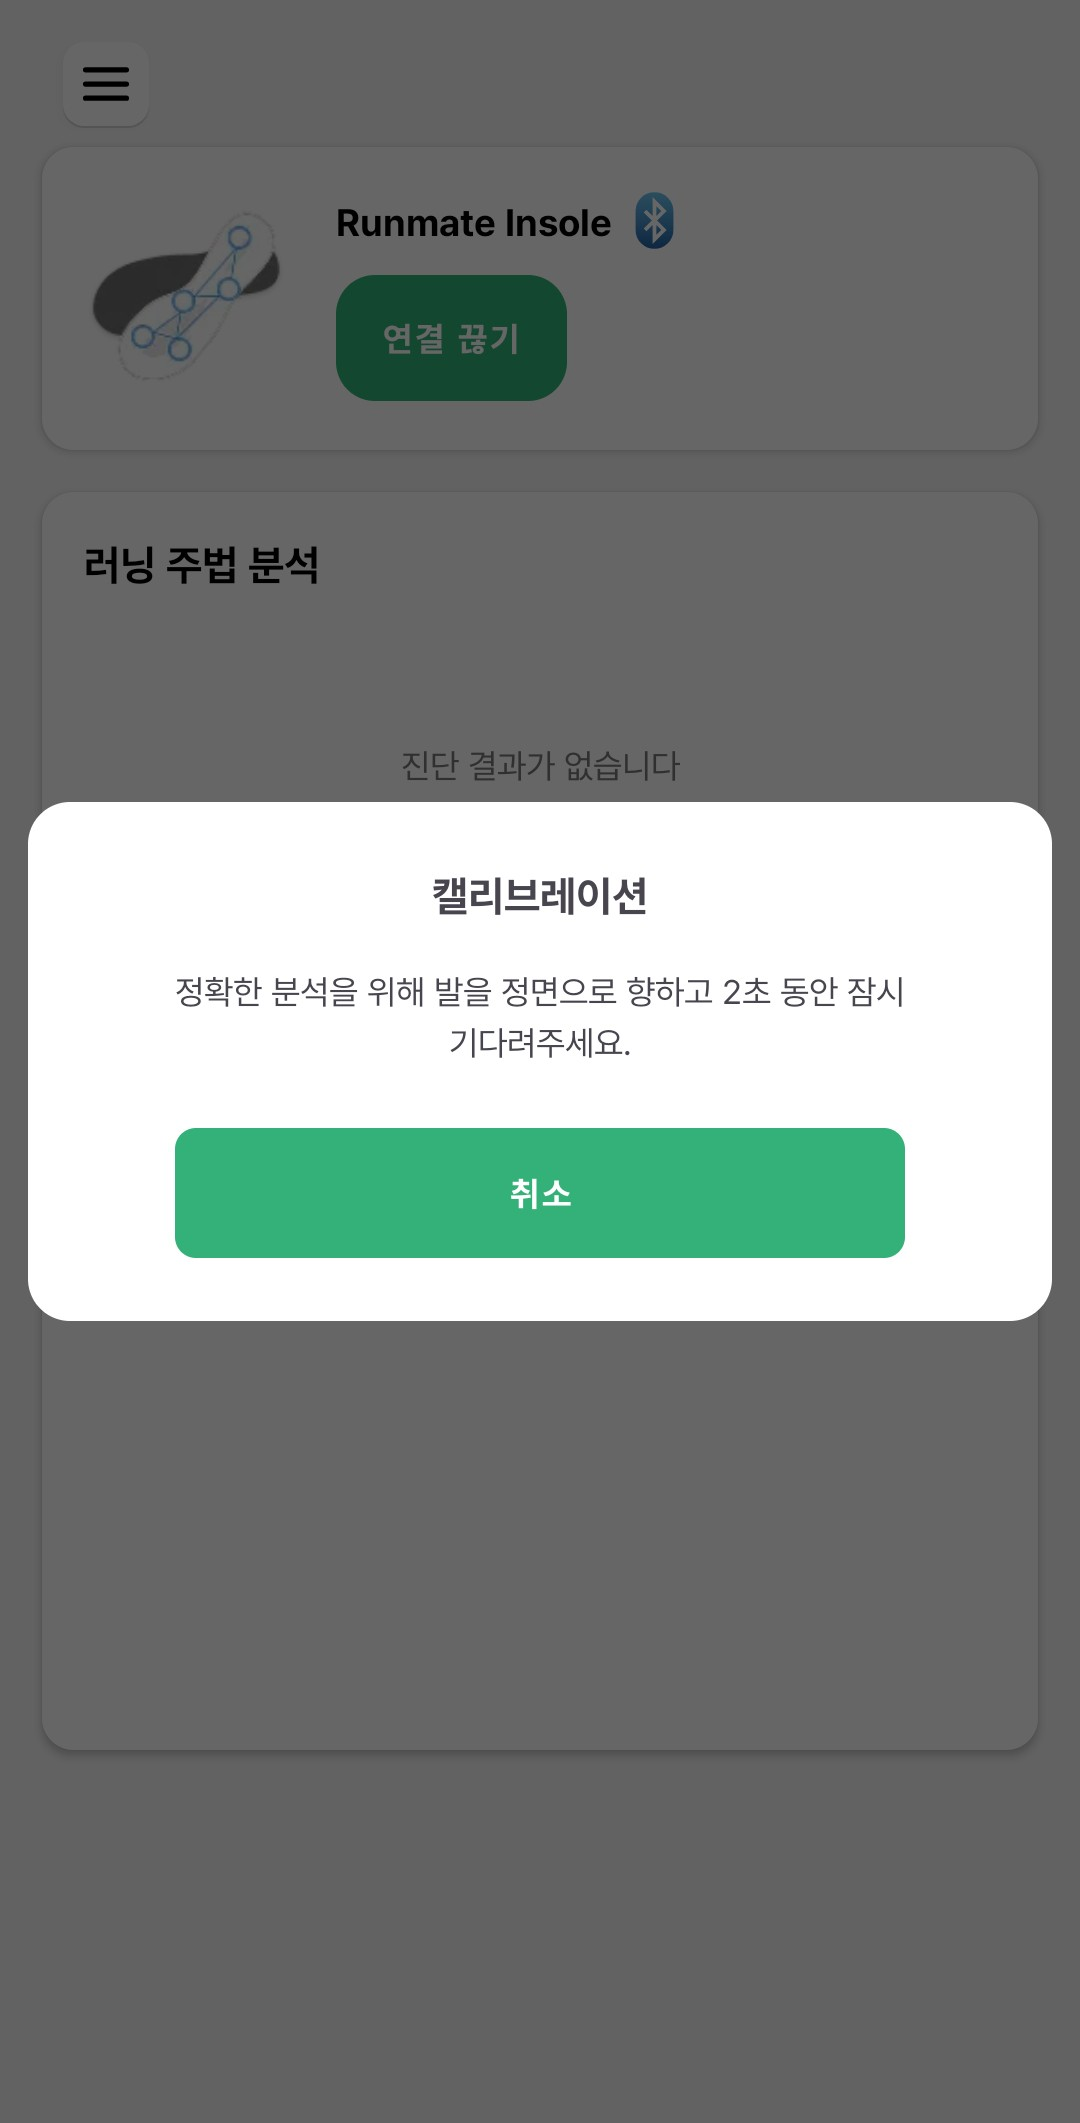 Runmate Insole
연결 끊기
러닝 주법 분석
진단 결과가 없습니다
캘리브레이션
정확한 분석을 위해 발을 정면으로 향하고 2초 동안 잠시
기다려주세요.
취소